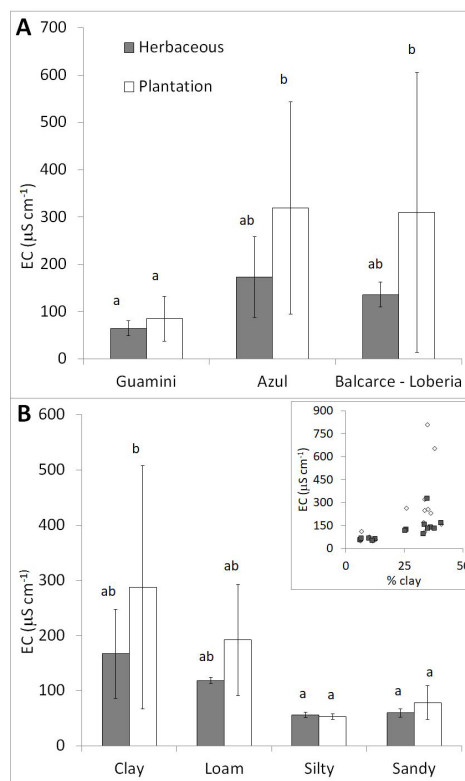 A
700
600
500
400
300
200
100
0
EC (µS cm⁻¹)
Herbaceous
Plantation
a
a
ab
b
ab
b
Guamini Azul Balcarce - Loberia
B
600
500
400
300
200
100
0
EC (µS cm⁻¹)
ab
b
ab
ab
a
a
a
a
Clay Loam Silty Sandy
900
750
600
450
300
150
0
EC (µS cm⁻¹)
0 25 50
% clay